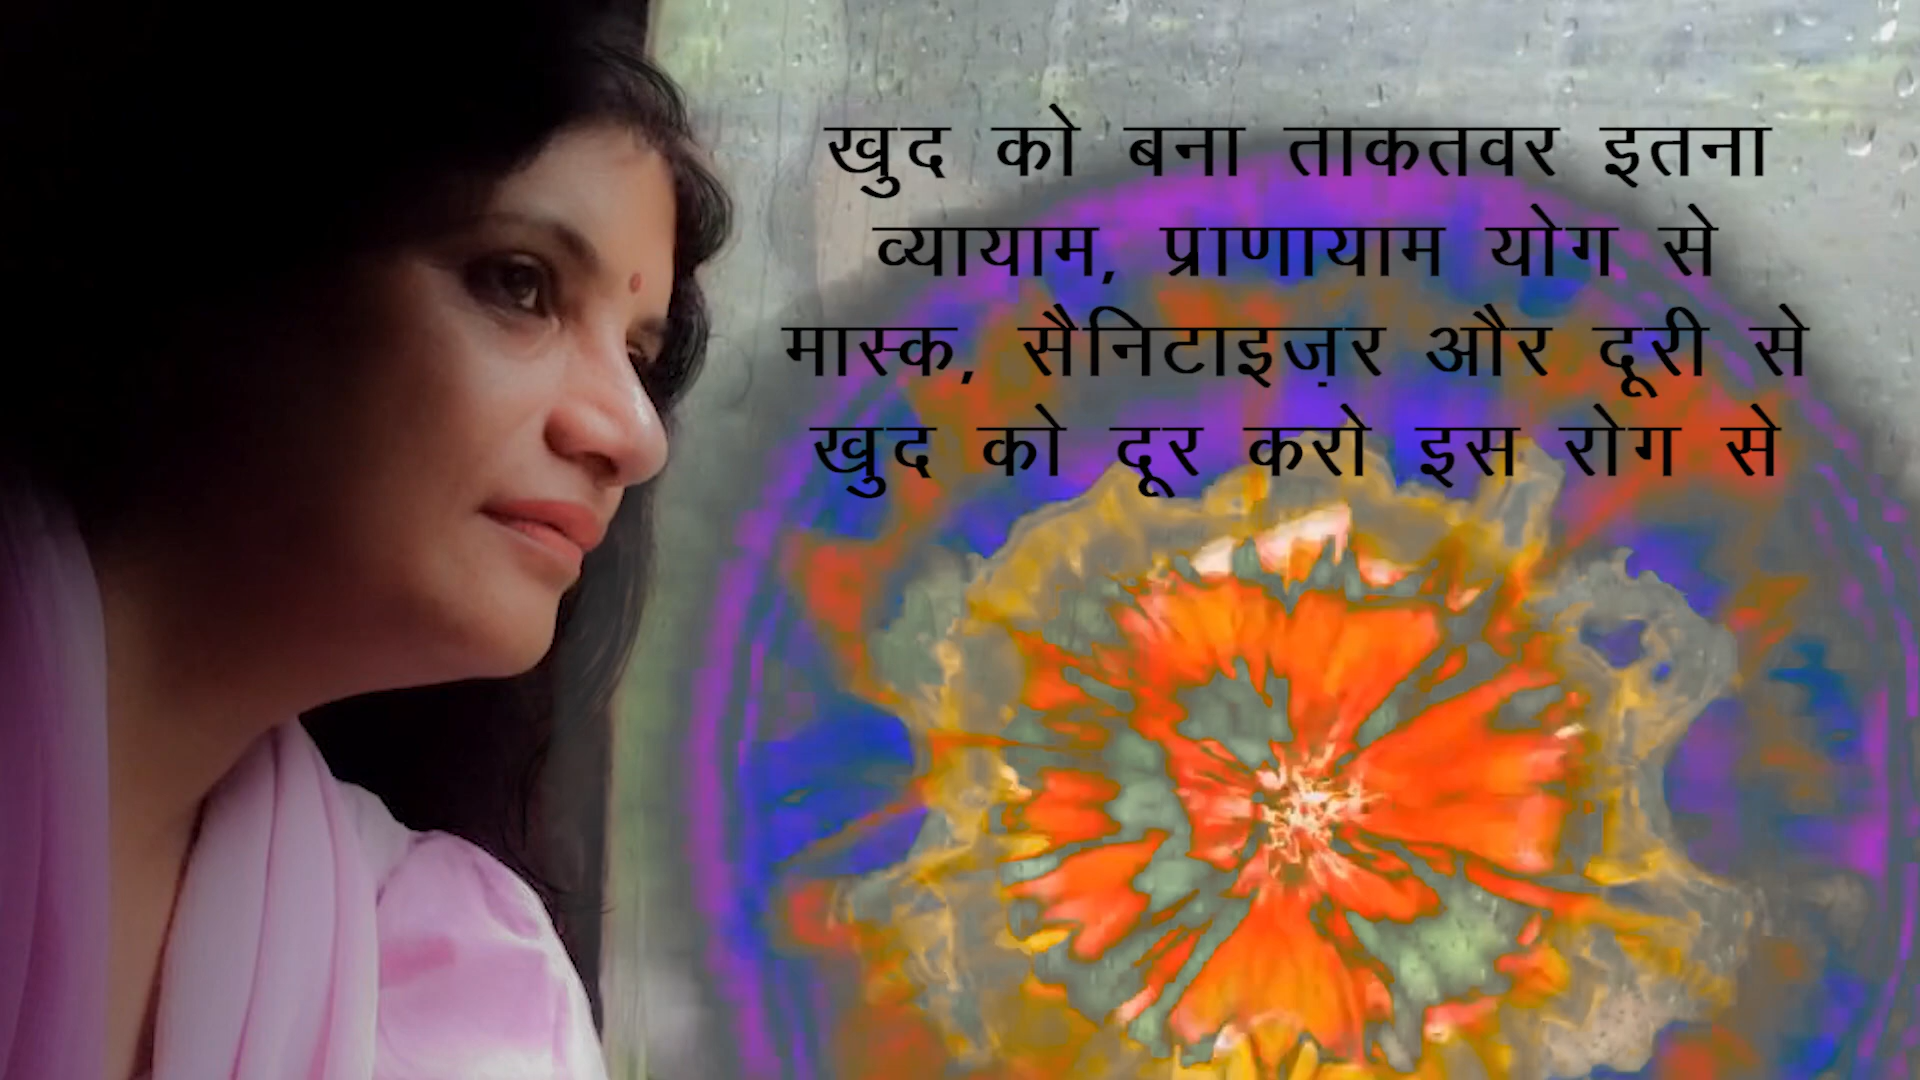 खुद को बना ताकतवर इतना
व्यायाम, प्राणायाम योग से
मास्क, सैनिटाइज़र और दूरी से
खुद को दूर करो इस रोग से